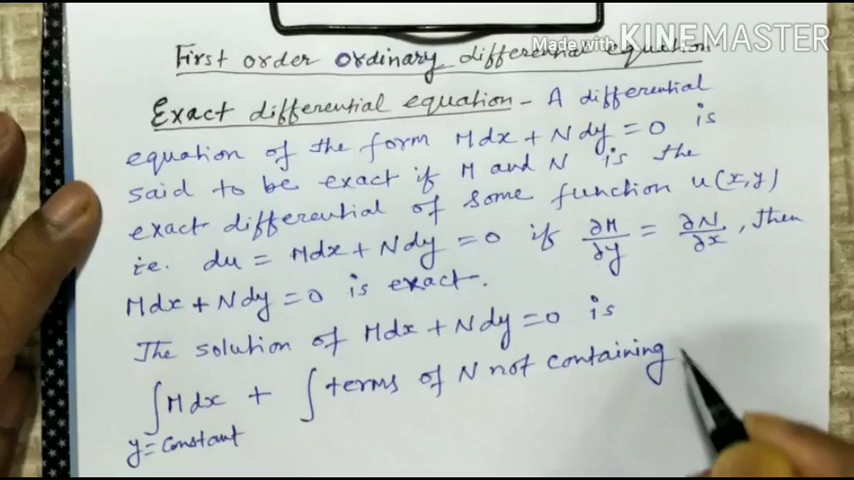 Made with KINEMASTER
First order ordinary differential equation
Exact differential equation - A differential
equation of the form Mdx + Ndy = 0 is
said to be exact if M and N is the
exact differential of some function u(x,y)
i.e. du = Mdx + Ndy = 0 if ∂M/∂y = ∂N/∂x, then
Mdx + Ndy = 0 is exact.
The solution of Mdx + Ndy = 0 is
∫Mdx + ∫terms of N not containing
y = constant